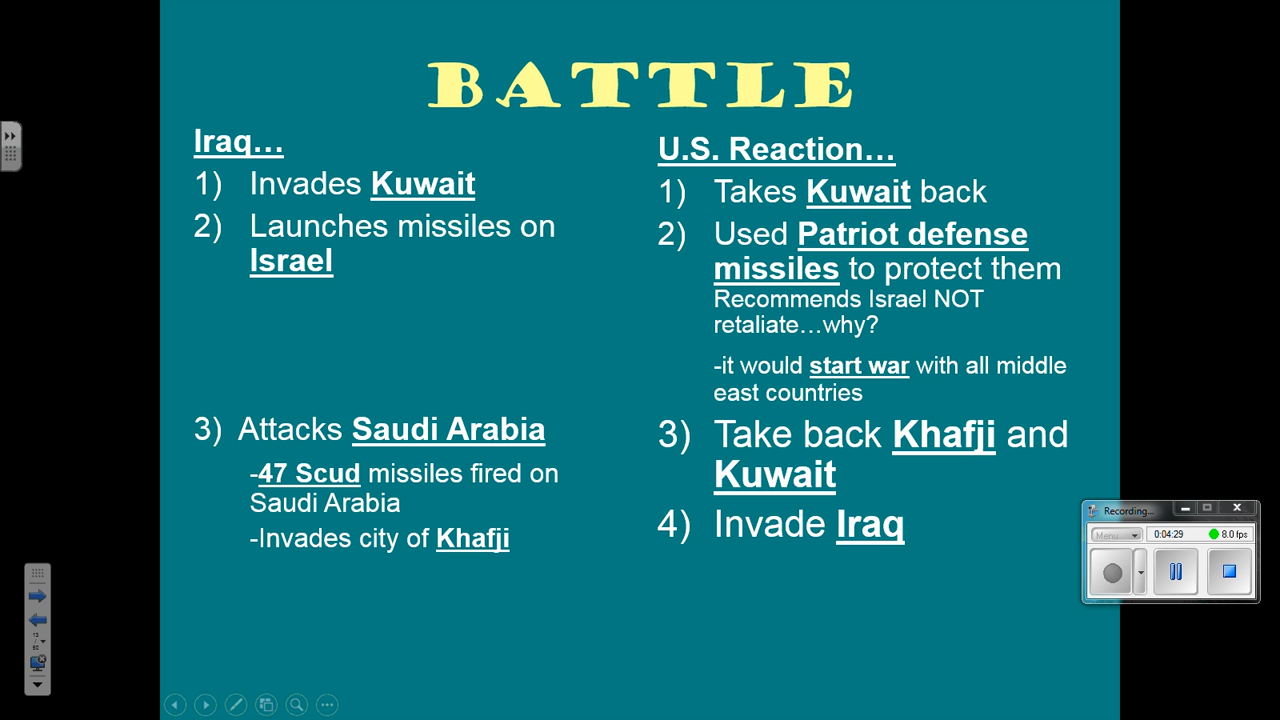 BATTLE
Iraq…
1) Invades Kuwait
2) Launches missiles on
Israel
3) Attacks Saudi Arabia
-47 Scud missiles fired on
Saudi Arabia
-Invades city of Khafji
U.S. Reaction…
1) Takes Kuwait back
2) Used Patriot defense
missiles to protect them
Recommends Israel NOT
retaliate…why?
-it would start war with all middle
east countries
3) Take back Khafji and
Kuwait
4) Invade Iraq
Recording...
Menu...
0:04:29
8.0 fps
13
/